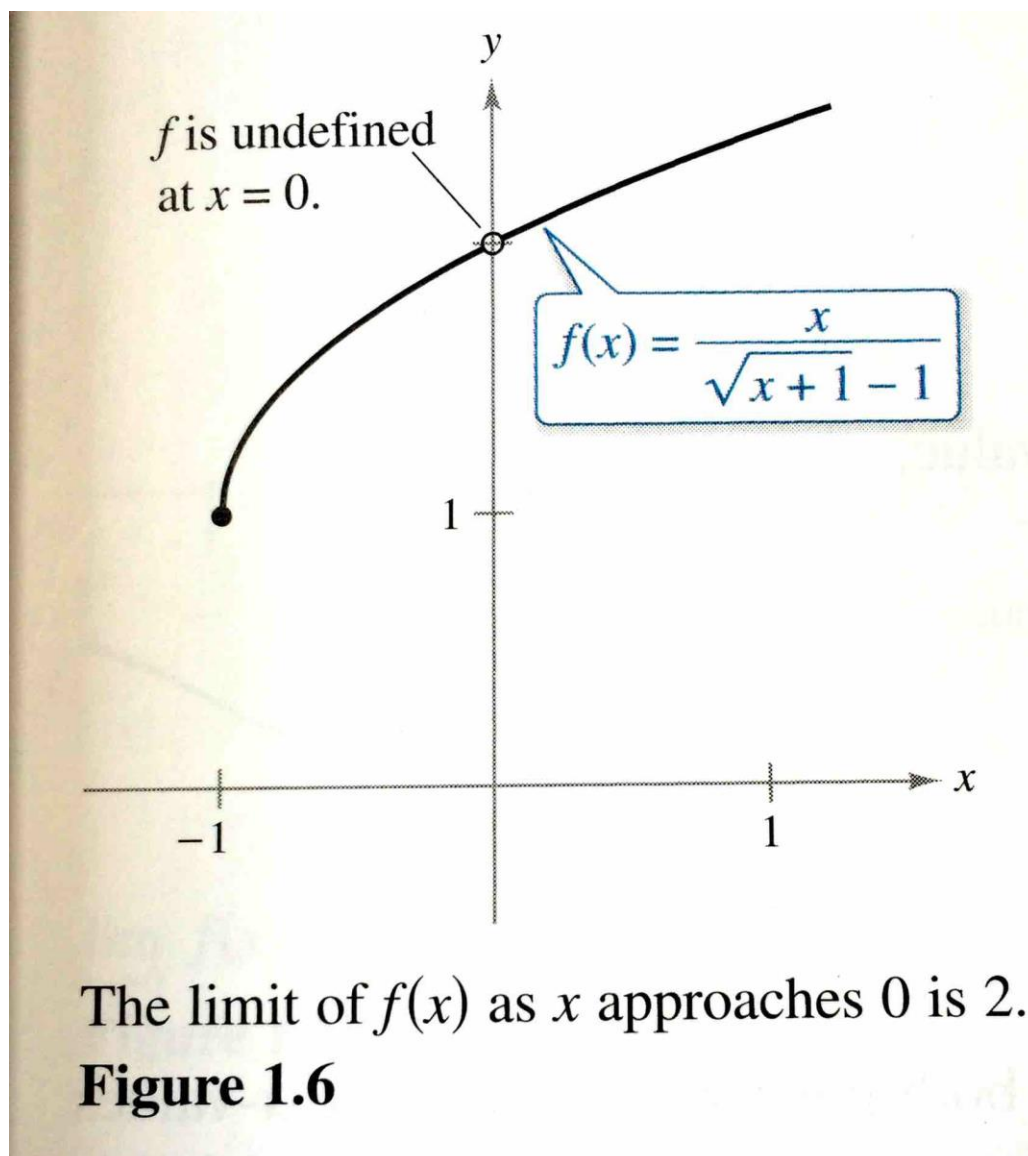 y
f is undefined
at x = 0.
f(x) = x / (√(x + 1) − 1)
1
x
−1
1
The limit of f(x) as x approaches 0 is 2.
Figure 1.6